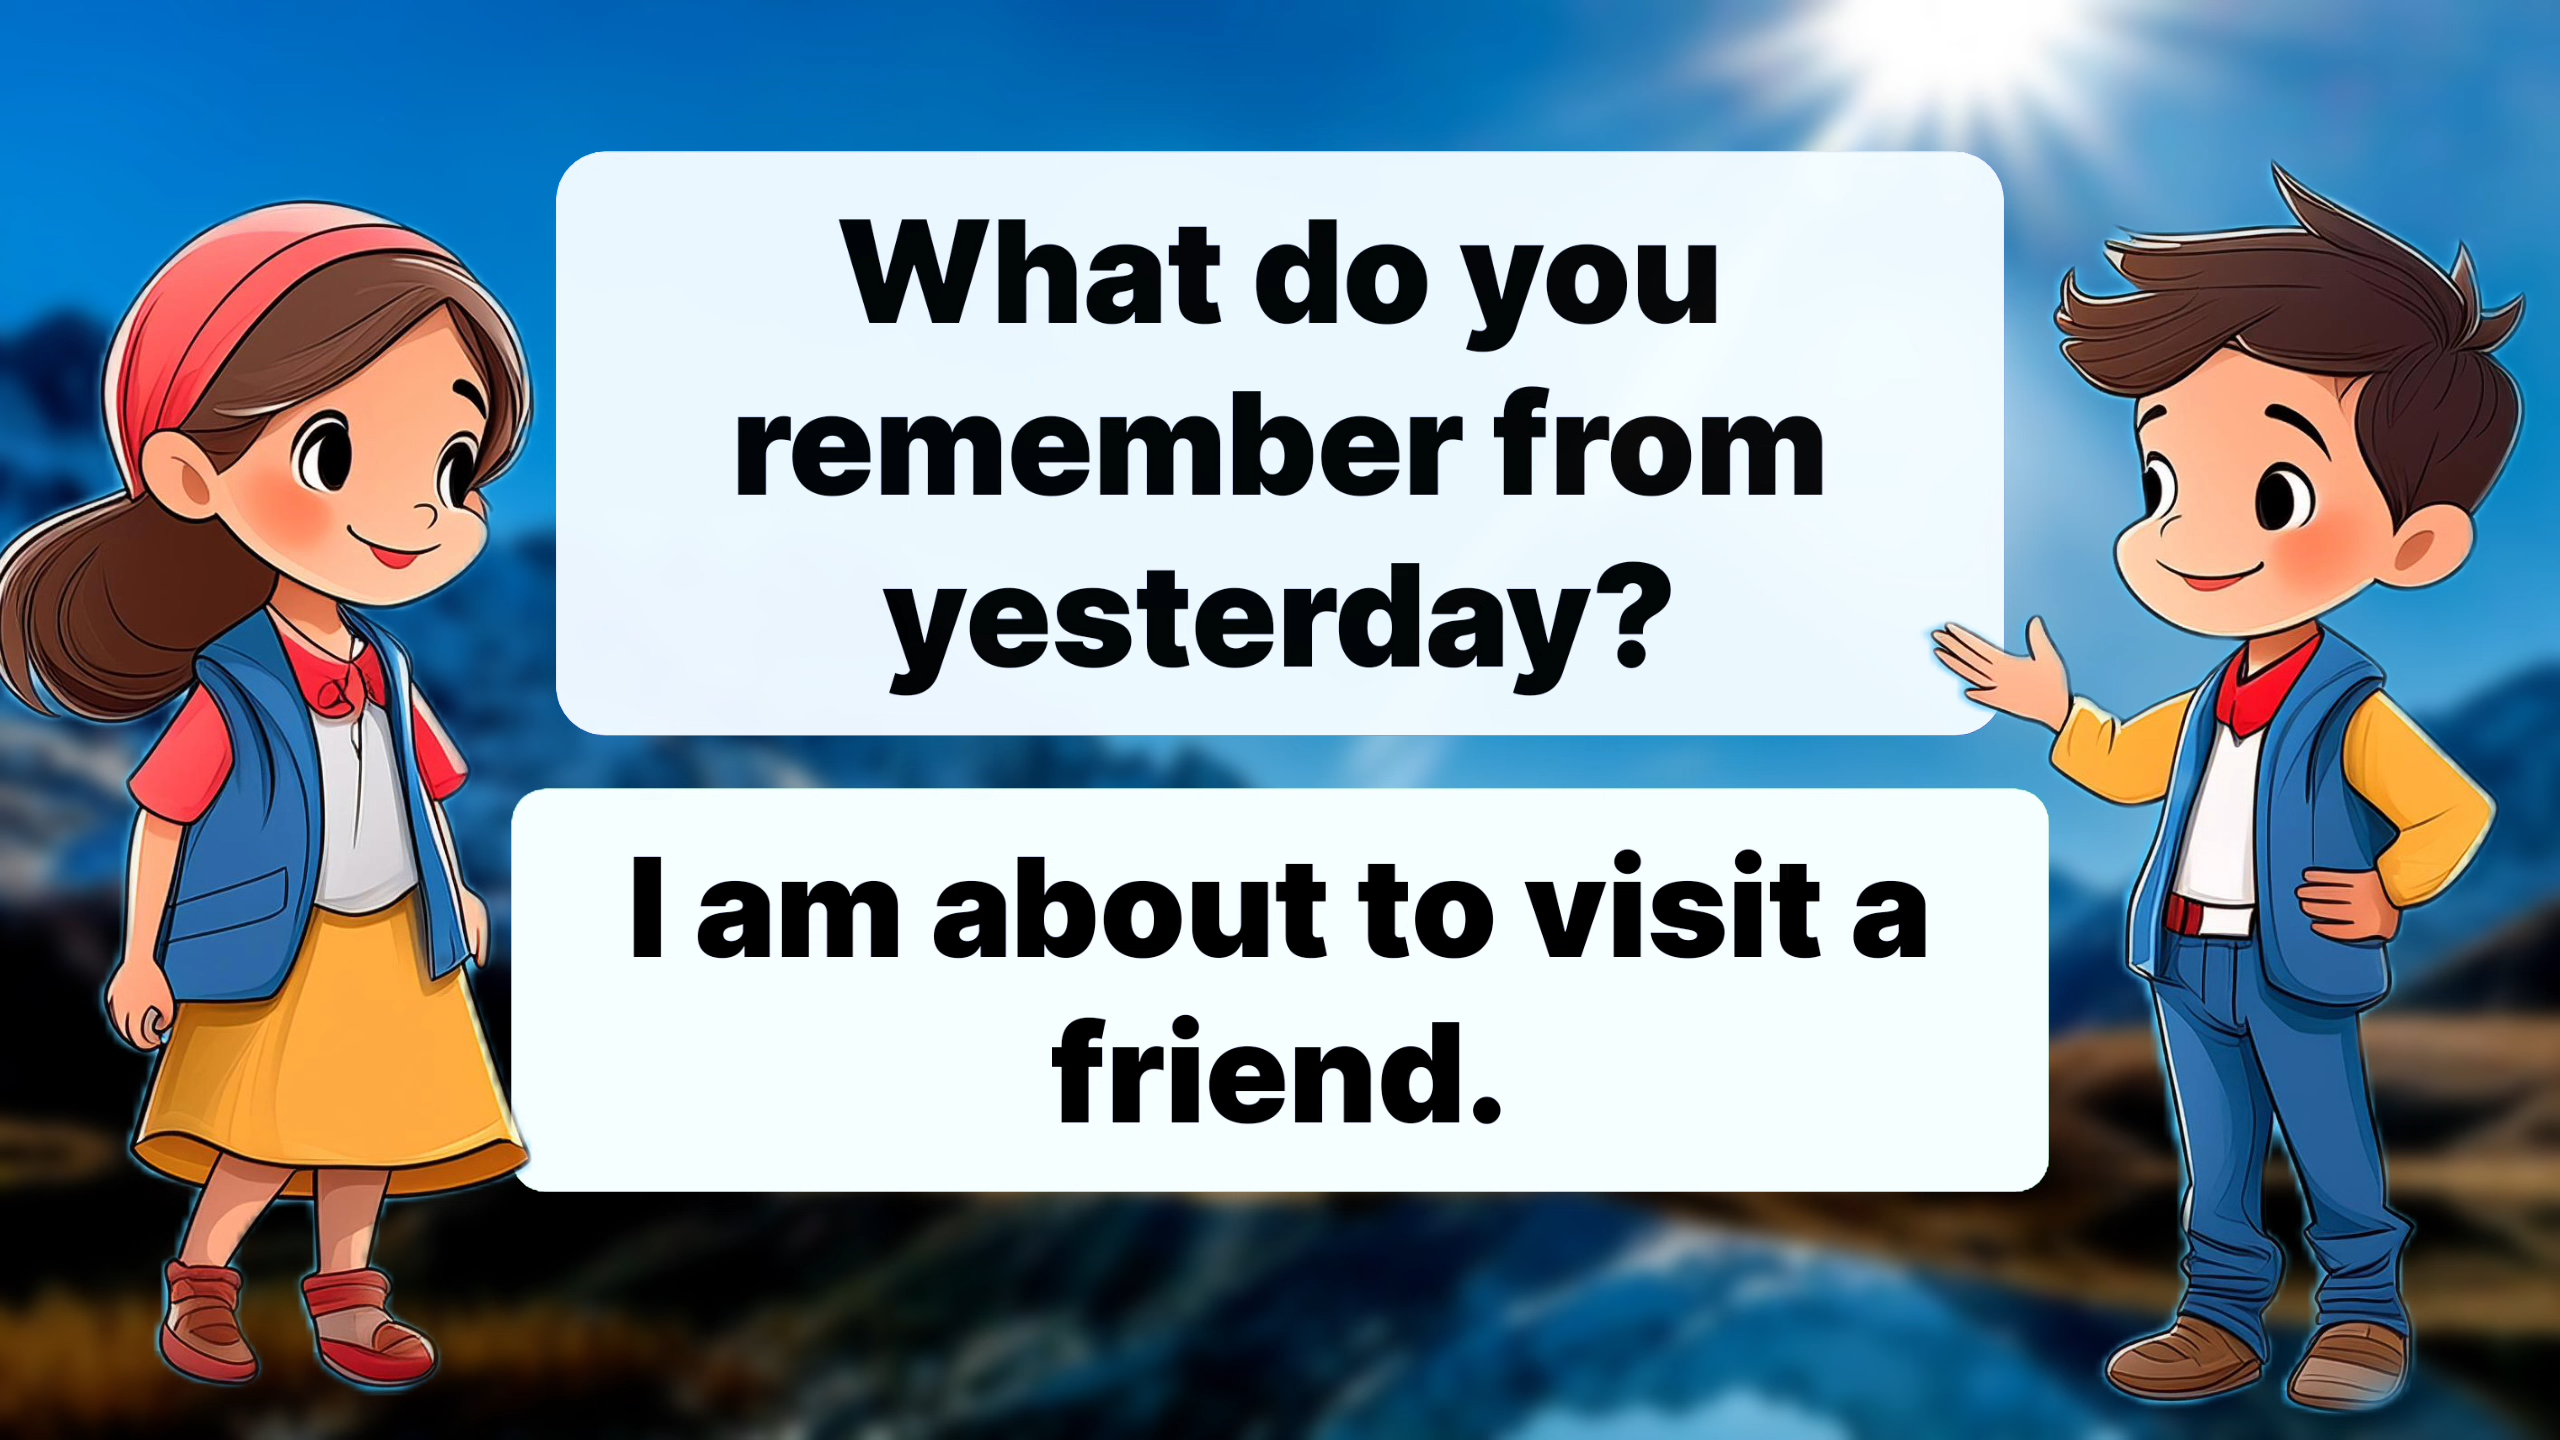 What do you
remember from
yesterday?
I am about to visit a
friend.